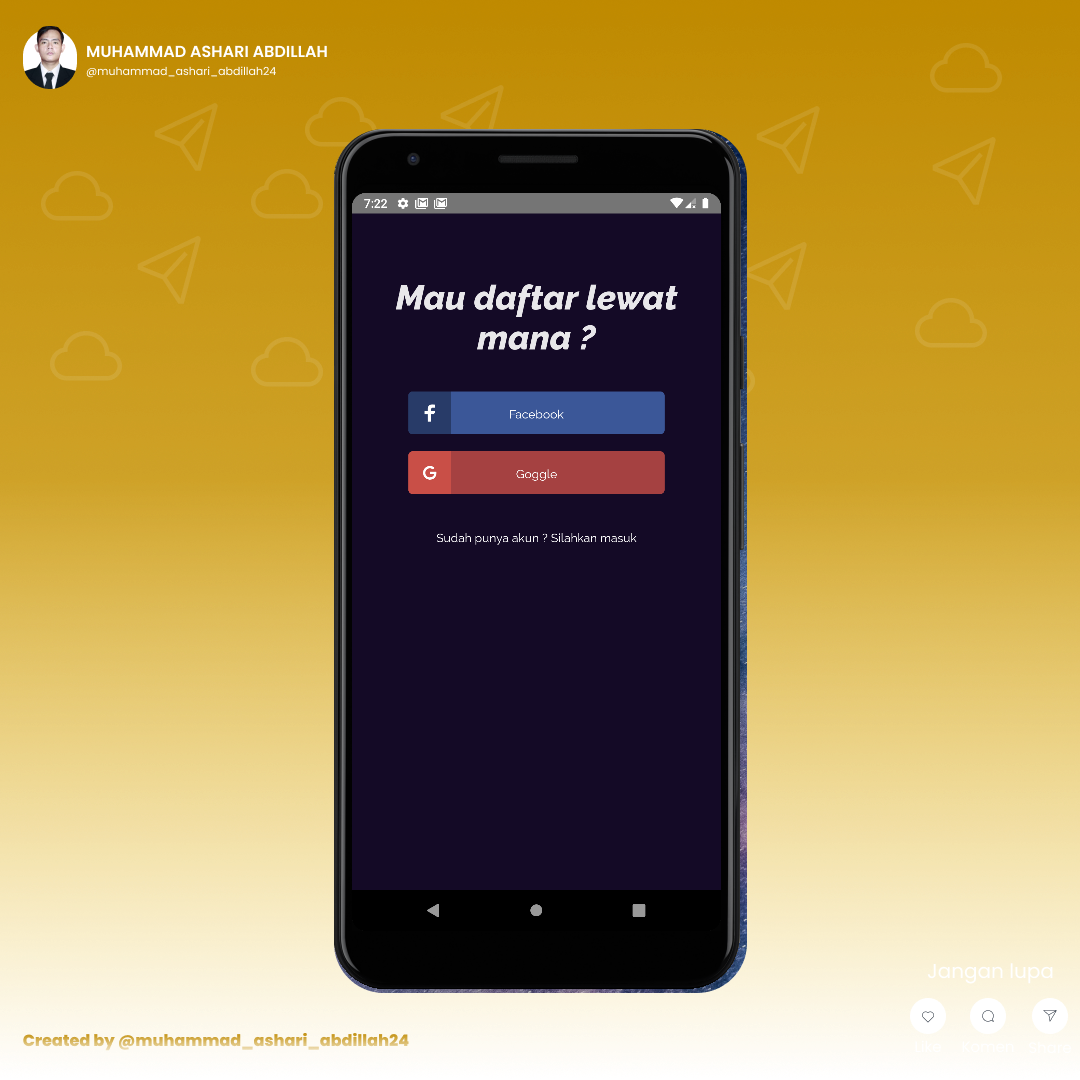 MUHAMMAD ASHARI ABDILLAH
@muhammad_ashari_abdillah24
7:22
Mau daftar lewat
mana ?
Facebook
Goggle
Sudah punya akun ? Silahkan masuk
Jangan lupa
Created by @muhammad_ashari_abdillah24